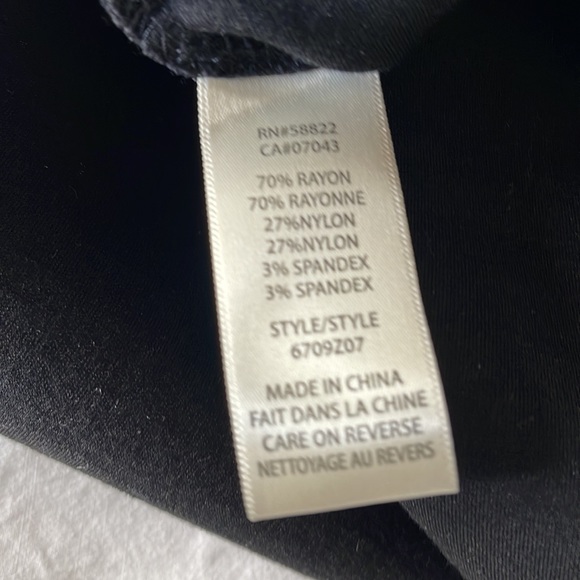 RN#58822
CA#07043
70% RAYON
70% RAYONNE
27%NYLON
27%NYLON
3% SPANDEX
3% SPANDEX
STYLE/STYLE
6709Z07
MADE IN CHINA
FAIT DANS LA CHINE
CARE ON REVERSE
NETTOYAGE AU REVERS